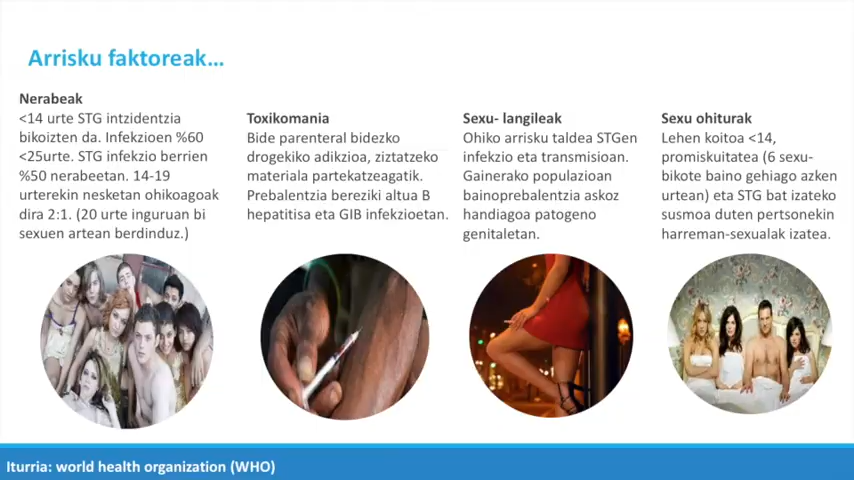 Arrisku faktoreak…
Nerabeak
<14 urte STG intzidentzia
bikoizten da. Infekzioen %60
<25urte. STG infekzio berrien
%50 nerabeetan. 14-19
urterekin nesketan ohikoagoak
dira 2:1. (20 urte inguruan bi
sexuen artean berdinduz.)
Toxikomania
Bide parenteral bidezko
drogekiko adikzioa, ziztatzeko
materiala partekatzeagatik.
Prebalentzia bereziki altua B
hepatitisa eta GIB infekzioetan.
Sexu- langileak
Ohiko arrisku taldea STGen
infekzio eta transmisioan.
Gainerako populazioan
bainoprebalentzia askoz
handiagoa patogeno
genitaletan.
Sexu ohiturak
Lehen koitoa <14,
promiskuitatea (6 sexu-
bikote baino gehiago azken
urtean) eta STG bat izateko
susmoa duten pertsonekin
harreman-sexualak izatea.
Iturria: world health organization (WHO)